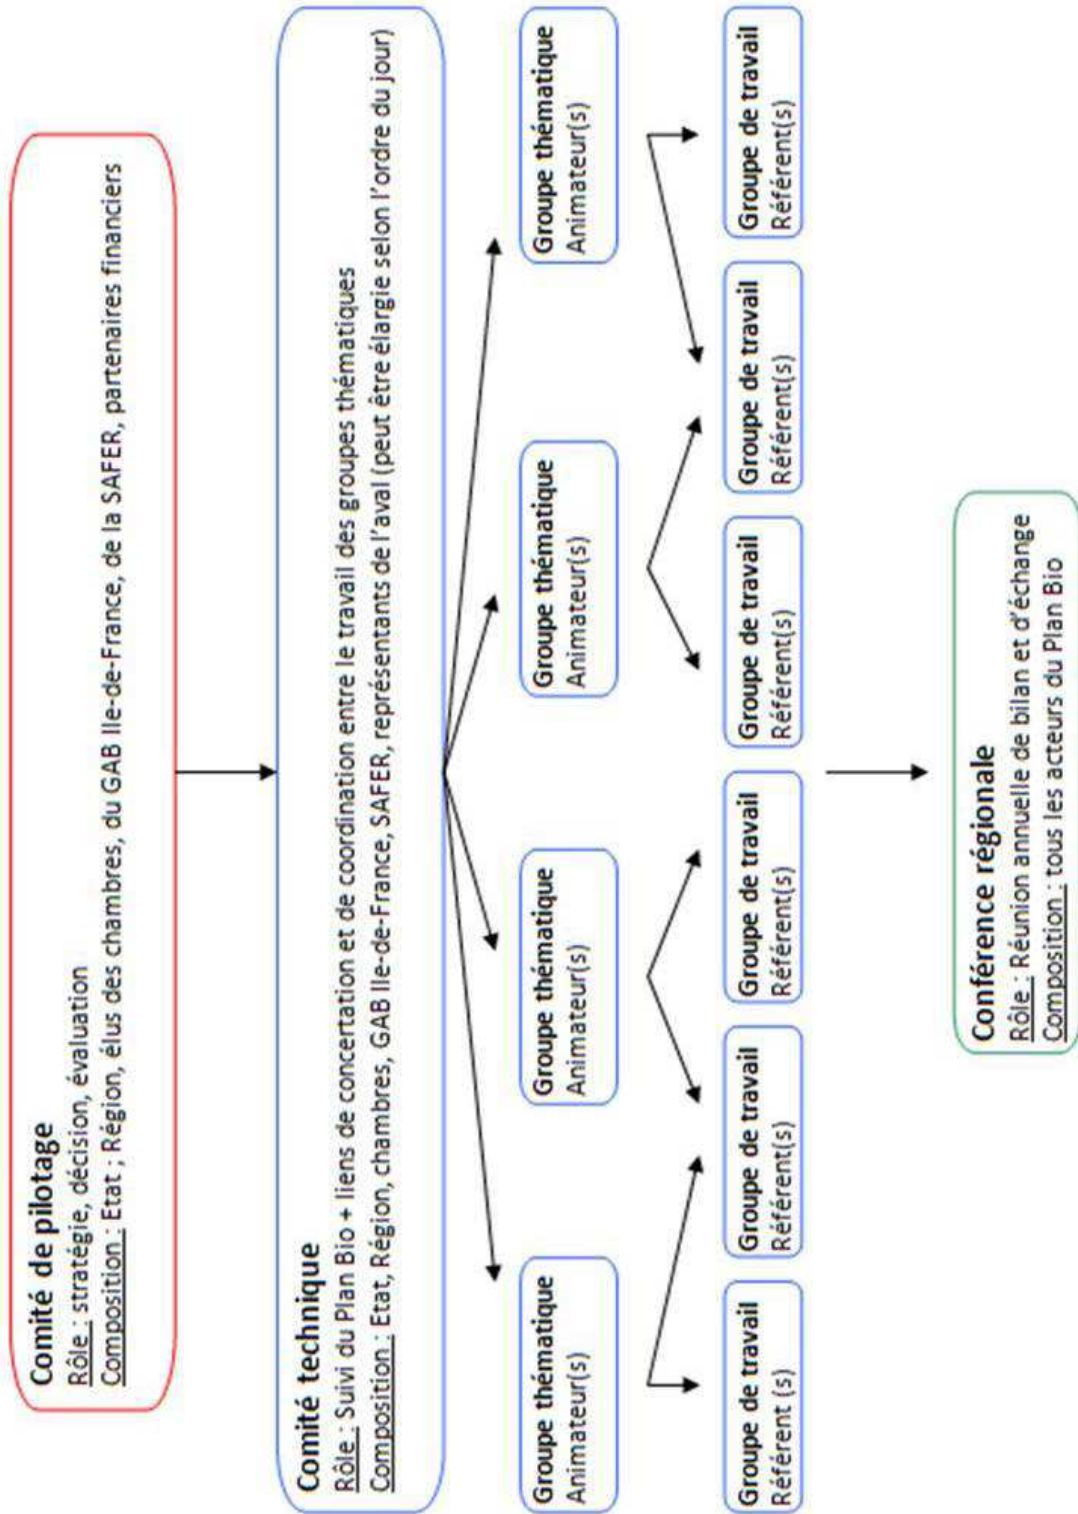 Comité de pilotage
Rôle : stratégie, décision, évaluation
Composition : Etat ; Région, élus des chambres, du GAB Ile-de-France, de la SAFER, partenaires financiers
Comité technique
Rôle : Suivi du Plan Bio + liens de concertation et de coordination entre le travail des groupes thématiques
Composition : Etat, Région, chambres, GAB Ile-de-France, SAFER, représentants de l'aval (peut être élargie selon l'ordre du jour)
Groupe thématique
Animateur(s)
Groupe thématique
Animateur(s)
Groupe thématique
Animateur(s)
Groupe thématique
Animateur(s)
Groupe de travail
Référent (s)
Groupe de travail
Référent(s)
Groupe de travail
Référent(s)
Groupe de travail
Référent(s)
Groupe de travail
Référent(s)
Groupe de travail
Référent(s)
Conférence régionale
Rôle : Réunion annuelle de bilan et d'échange
Composition : tous les acteurs du Plan Bio